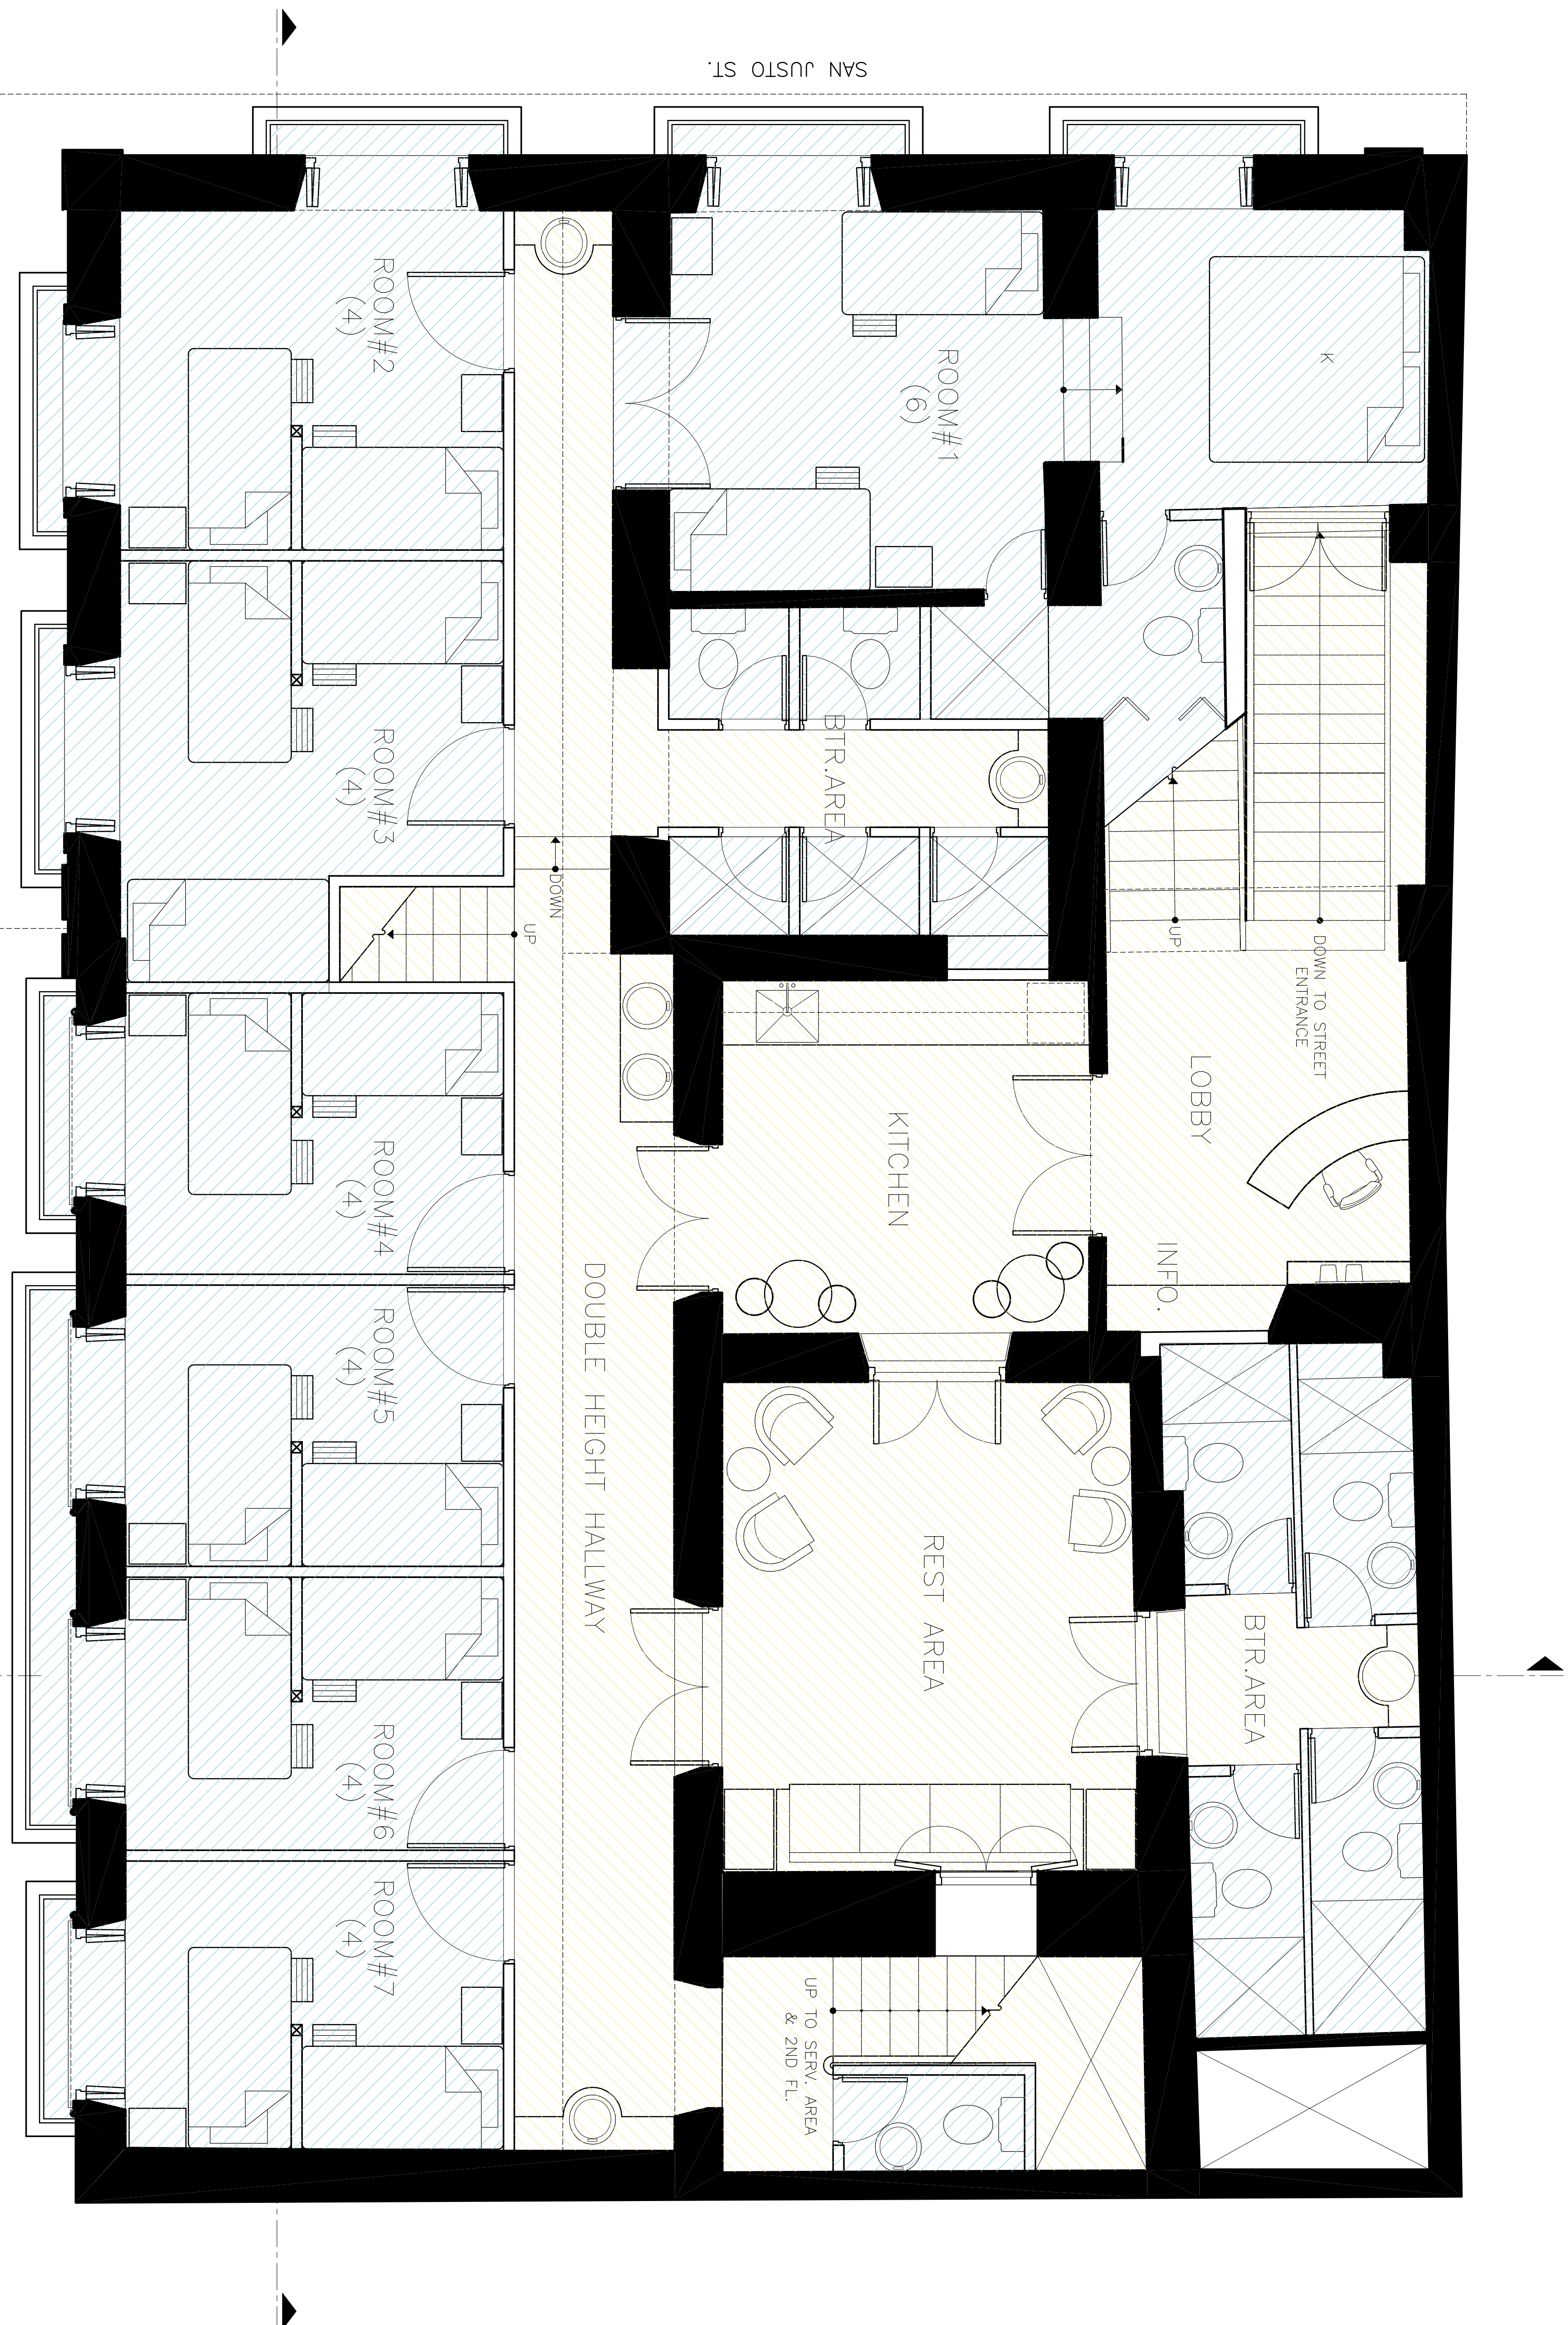 SAN JUSTO ST.
ROOM#2
(4)
ROOM#1
(6)
K
ROOM#3
(4)
BTR.AREA
DOWN
UP
UP
DOWN TO STREET
ENTRANCE
LOBBY
KITCHEN
INFO.
ROOM#4
(4)
DOUBLE HEIGHT HALLWAY
ROOM#5
(4)
REST AREA
BTR.AREA
ROOM#6
(4)
ROOM#7
(4)
UP TO SERV. AREA
& 2ND FL.